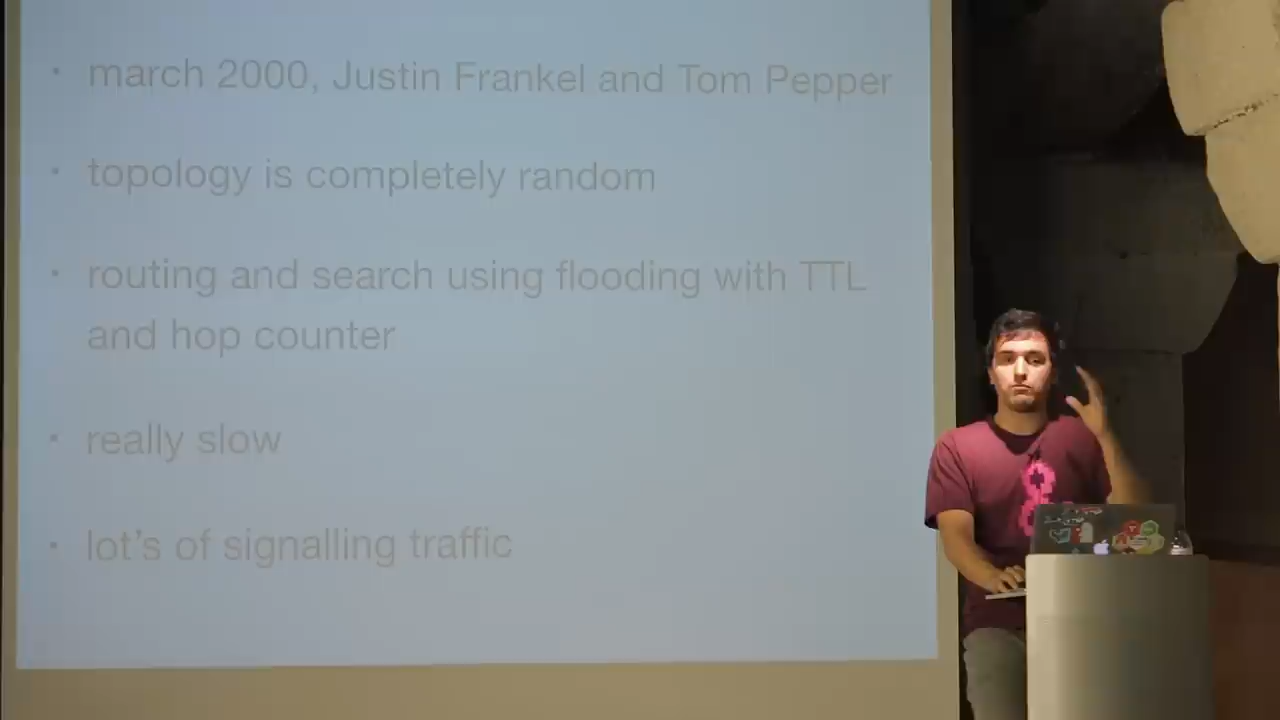 • march 2000, Justin Frankel and Tom Pepper
• topology is completely random
• routing and search using flooding with TTL
and hop counter
• really slow
• lot's of signalling traffic